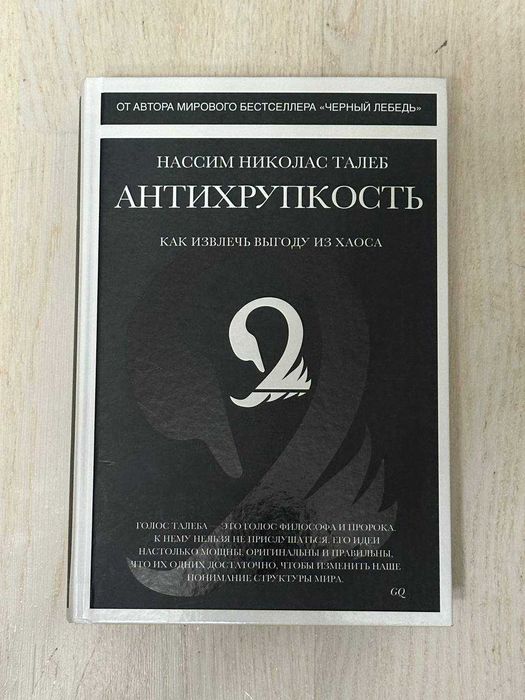 ОТ АВТОРА МИРОВОГО БЕСТСЕЛЛЕРА «ЧЕРНЫЙ ЛЕБЕДЬ»
НАССИМ НИКОЛАС ТАЛЕБ
АНТИХРУПКОСТЬ
КАК ИЗВЛЕЧЬ ВЫГОДУ ИЗ ХАОСА
ГОЛОС ТАЛЕБА — ЭТО ГОЛОС ФИЛОСОФА И ПРОРОКА.
К НЕМУ НЕЛЬЗЯ НЕ ПРИСЛУШАТЬСЯ. ЕГО ИДЕИ
НАСТОЛЬКО МОЩНЫ, ОРИГИНАЛЬНЫ И ПРАВИЛЬНЫ,
ЧТО ИХ ОДНИХ ДОСТАТОЧНО, ЧТОБЫ ИЗМЕНИТЬ НАШЕ
ПОНИМАНИЕ СТРУКТУРЫ МИРА.
GQ